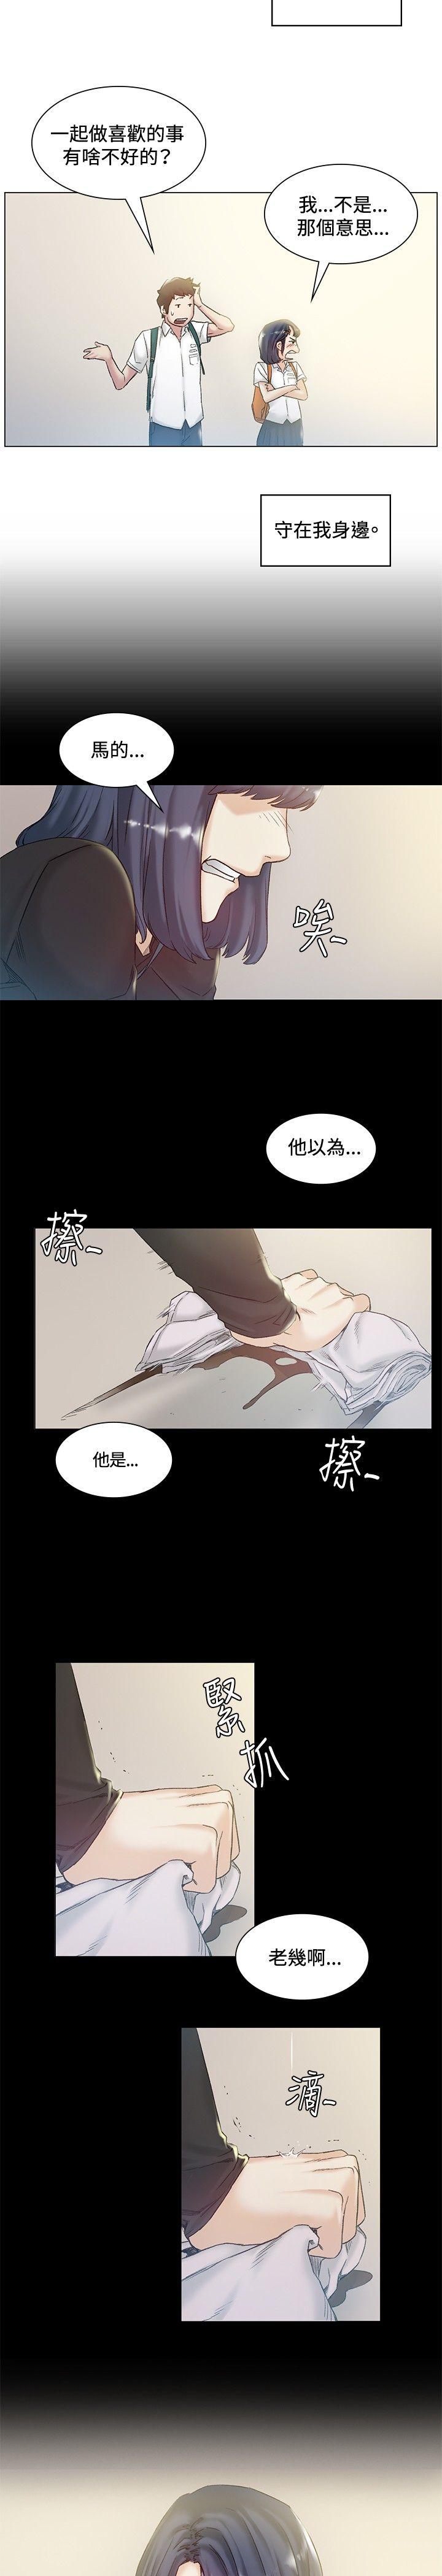 一起做喜歡的事
有啥不好的？
我...不是...
那個意思...
守在我身邊。
馬的...
唉~
他以為...
擦~
擦~
他是...
緊
抓
老幾啊...
滴~